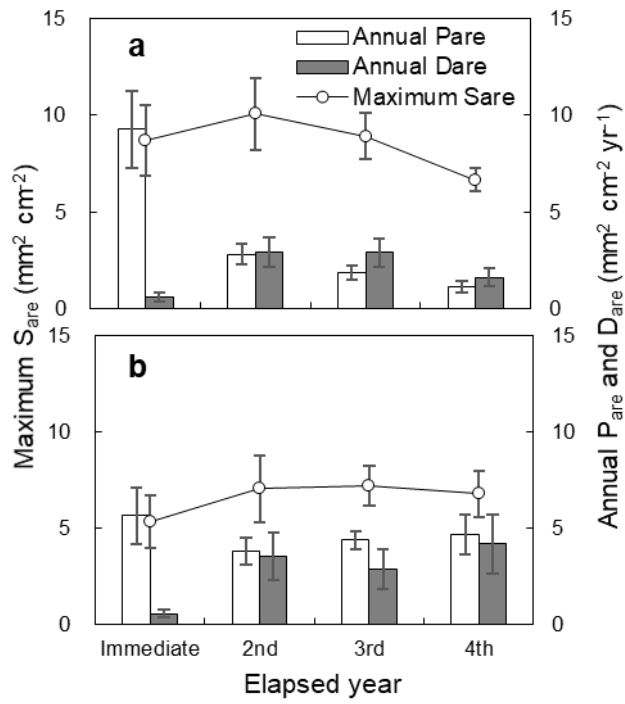 15
10
5
0
a
Annual Pare
Annual Dare
Maximum Sare
15
10
5
0
15
10
5
0
b
15
10
5
0
Maximum Sare (mm² cm⁻²)
Annual Pare and Dare (mm² cm⁻² yr⁻¹)
Immediate 2nd 3rd 4th
Elapsed year